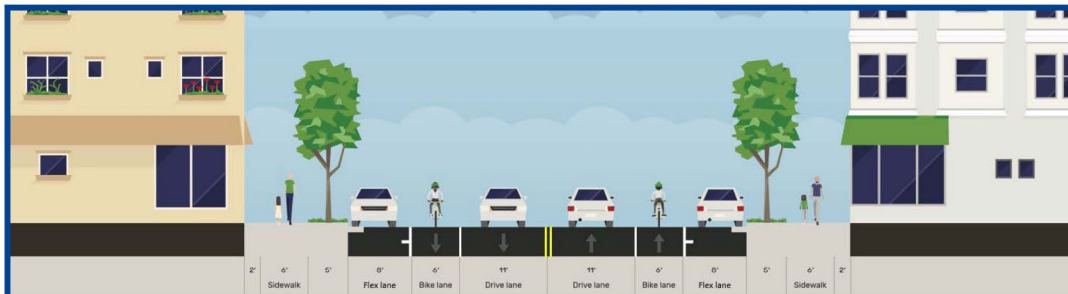 2' 6' 5' 8' 6' 11' 11' 6' 8' 5' 6' 2'
Sidewalk Flex lane Bike lane Drive lane Drive lane Bike lane Flex lane Sidewalk